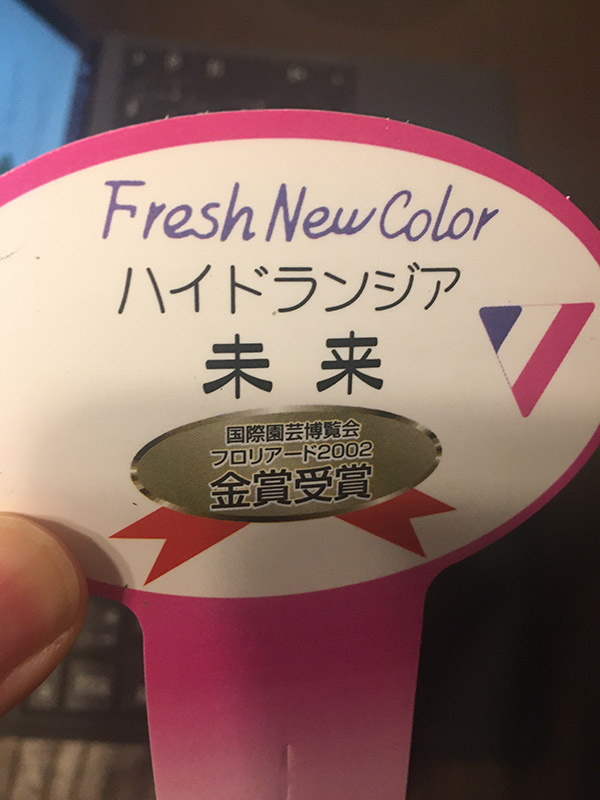 Fresh New Color
ハイドランジア
未来
国際園芸博覧会
フロリアード2002
金賞受賞